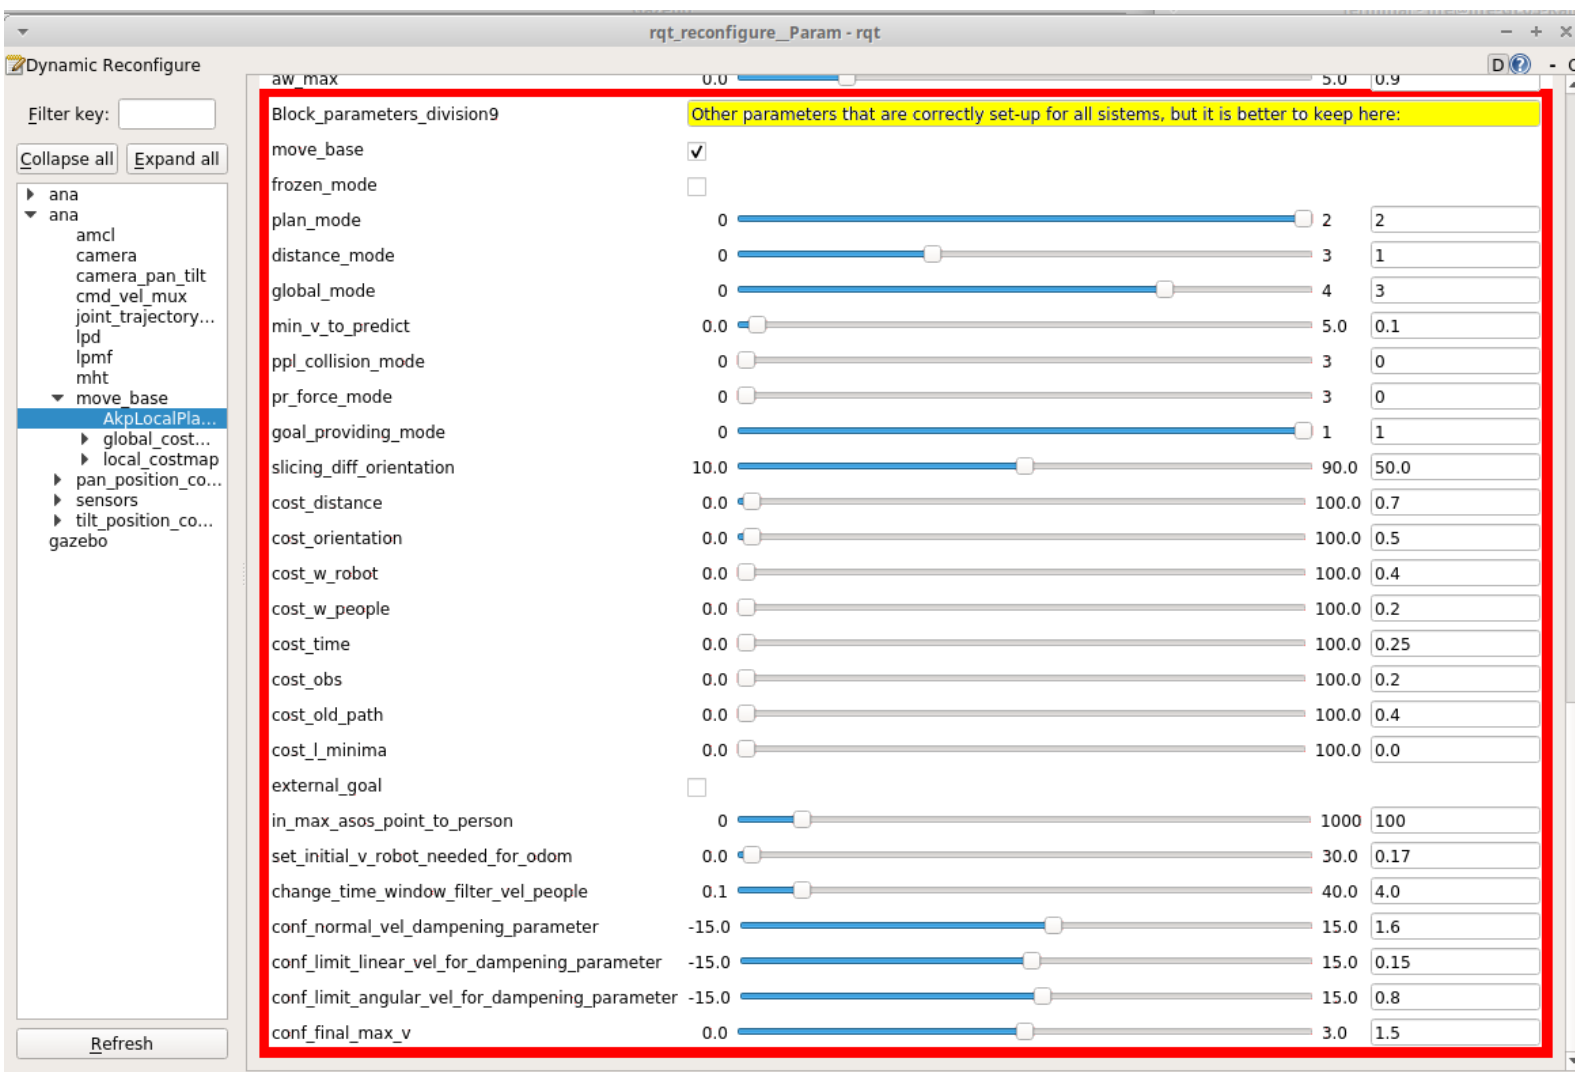 rqt_reconfigure__Param - rqt
Dynamic Reconfigure
D
Filter key:
Collapse all Expand all
ana
ana
amcl
camera
camera_pan_tilt
cmd_vel_mux
joint_trajectory...
lpd
lpmf
mht
move_base
AkpLocalPla...
global_cost...
local_costmap
pan_position_co...
sensors
tilt_position_co...
gazebo
Refresh
aw_max 0.0 5.0 0.9
Block_parameters_division9 Other parameters that are correctly set-up for all sistems, but it is better to keep here:
move_base
frozen_mode
plan_mode 0 2 2
distance_mode 0 3 1
global_mode 0 4 3
min_v_to_predict 0.0 5.0 0.1
ppl_collision_mode 0 3 0
pr_force_mode 0 3 0
goal_providing_mode 0 1 1
slicing_diff_orientation 10.0 90.0 50.0
cost_distance 0.0 100.0 0.7
cost_orientation 0.0 100.0 0.5
cost_w_robot 0.0 100.0 0.4
cost_w_people 0.0 100.0 0.2
cost_time 0.0 100.0 0.25
cost_obs 0.0 100.0 0.2
cost_old_path 0.0 100.0 0.4
cost_l_minima 0.0 100.0 0.0
external_goal
in_max_asos_point_to_person 0 1000 100
set_initial_v_robot_needed_for_odom 0.0 30.0 0.17
change_time_window_filter_vel_people 0.1 40.0 4.0
conf_normal_vel_dampening_parameter -15.0 15.0 1.6
conf_limit_linear_vel_for_dampening_parameter -15.0 15.0 0.15
conf_limit_angular_vel_for_dampening_parameter -15.0 15.0 0.8
conf_final_max_v 0.0 3.0 1.5